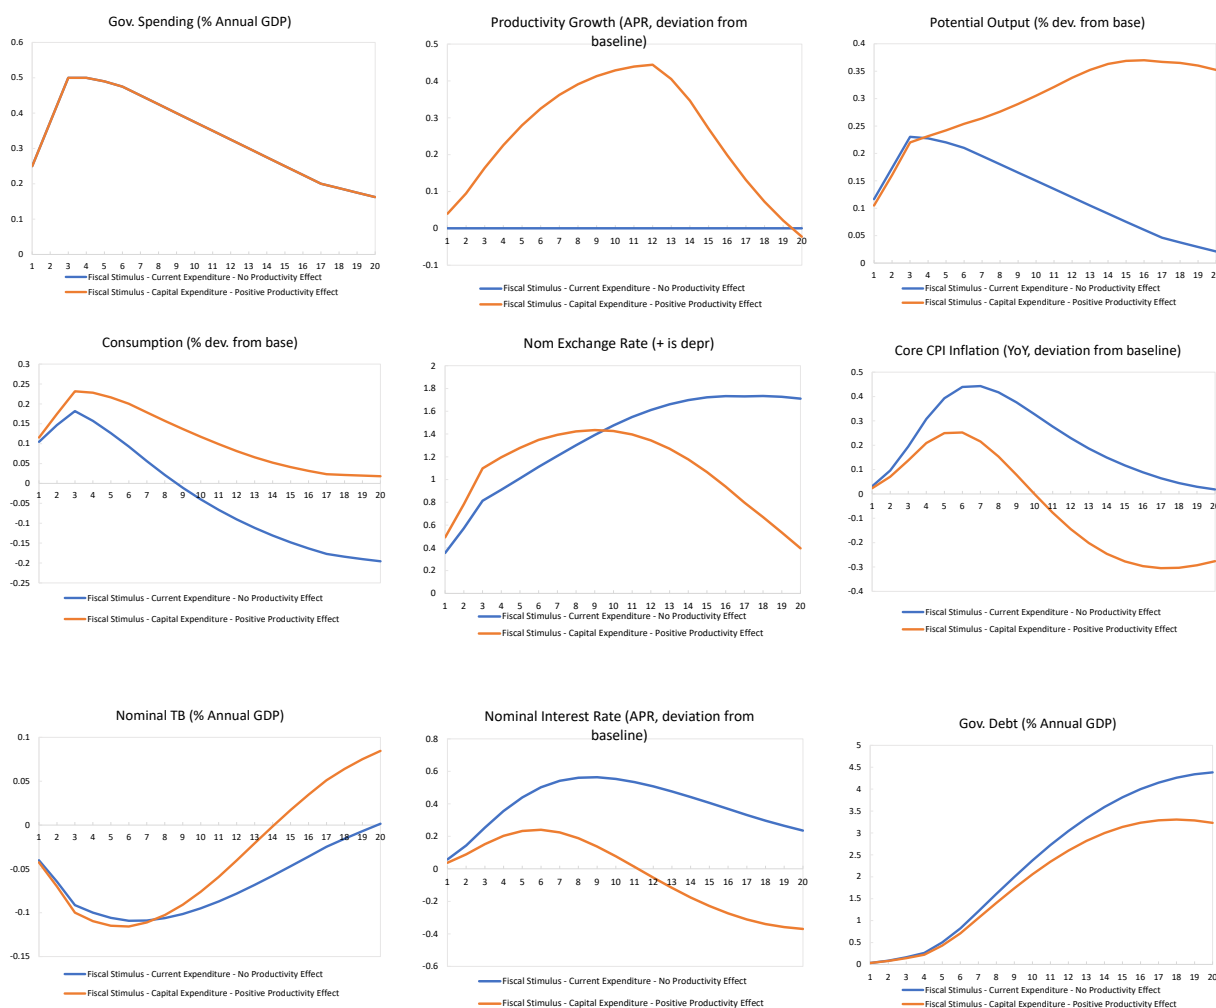 Gov. Spending (% Annual GDP)
0.6
0.5
0.4
0.3
0.2
0.1
0
1 2 3 4 5 6 7 8 9 10 11 12 13 14 15 16 17 18 19 20
Fiscal Stimulus - Current Expenditure - No Productivity Effect
Fiscal Stimulus - Capital Expenditure - Positive Productivity Effect
Productivity Growth (APR, deviation from
baseline)
0.5
0.4
0.3
0.2
0.1
0
1 2 3 4 5 6 7 8 9 10 11 12 13 14 15 16 17 18 19 20
-0.1
Fiscal Stimulus - Current Expenditure - No Productivity Effect
Fiscal Stimulus - Capital Expenditure - Positive Productivity Effect
Potential Output (% dev. from base)
0.4
0.35
0.3
0.25
0.2
0.15
0.1
0.05
0
1 2 3 4 5 6 7 8 9 10 11 12 13 14 15 16 17 18 19 20
Fiscal Stimulus - Current Expenditure - No Productivity Effect
Fiscal Stimulus - Capital Expenditure - Positive Productivity Effect
Consumption (% dev. from base)
0.3
0.25
0.2
0.15
0.1
0.05
0
1 2 3 4 5 6 7 8 9 10 11 12 13 14 15 16 17 18 19 20
-0.05
-0.1
-0.15
-0.2
-0.25
Fiscal Stimulus - Current Expenditure - No Productivity Effect
Fiscal Stimulus - Capital Expenditure - Positive Productivity Effect
Nom Exchange Rate (+ is depr)
2
1.8
1.6
1.4
1.2
1
0.8
0.6
0.4
0.2
0
1 2 3 4 5 6 7 8 9 10 11 12 13 14 15 16 17 18 19 20
Fiscal Stimulus - Current Expenditure - No Productivity Effect
Fiscal Stimulus - Capital Expenditure - Positive Productivity Effect
Core CPI Inflation (YoY, deviation from baseline)
0.5
0.4
0.3
0.2
0.1
0
1 2 3 4 5 6 7 8 9 10 11 12 13 14 15 16 17 18 19 20
-0.1
-0.2
-0.3
-0.4
Fiscal Stimulus - Current Expenditure - No Productivity Effect
Fiscal Stimulus - Capital Expenditure - Positive Productivity Effect
Nominal TB (% Annual GDP)
0.1
0.05
0
1 2 3 4 5 6 7 8 9 10 11 12 13 14 15 16 17 18 19 20
-0.05
-0.1
-0.15
Fiscal Stimulus - Current Expenditure - No Productivity Effect
Fiscal Stimulus - Capital Expenditure - Positive Productivity Effect
Nominal Interest Rate (APR, deviation from
baseline)
0.8
0.6
0.4
0.2
0
1 2 3 4 5 6 7 8 9 10 11 12 13 14 15 16 17 18 19 20
-0.2
-0.4
-0.6
Fiscal Stimulus - Current Expenditure - No Productivity Effect
Fiscal Stimulus - Capital Expenditure - Positive Productivity Effect
Gov. Debt (% Annual GDP)
5
4.5
4
3.5
3
2.5
2
1.5
1
0.5
0
1 2 3 4 5 6 7 8 9 10 11 12 13 14 15 16 17 18 19 20
Fiscal Stimulus - Current Expenditure - No Productivity Effect
Fiscal Stimulus - Capital Expenditure - Positive Productivity Effect